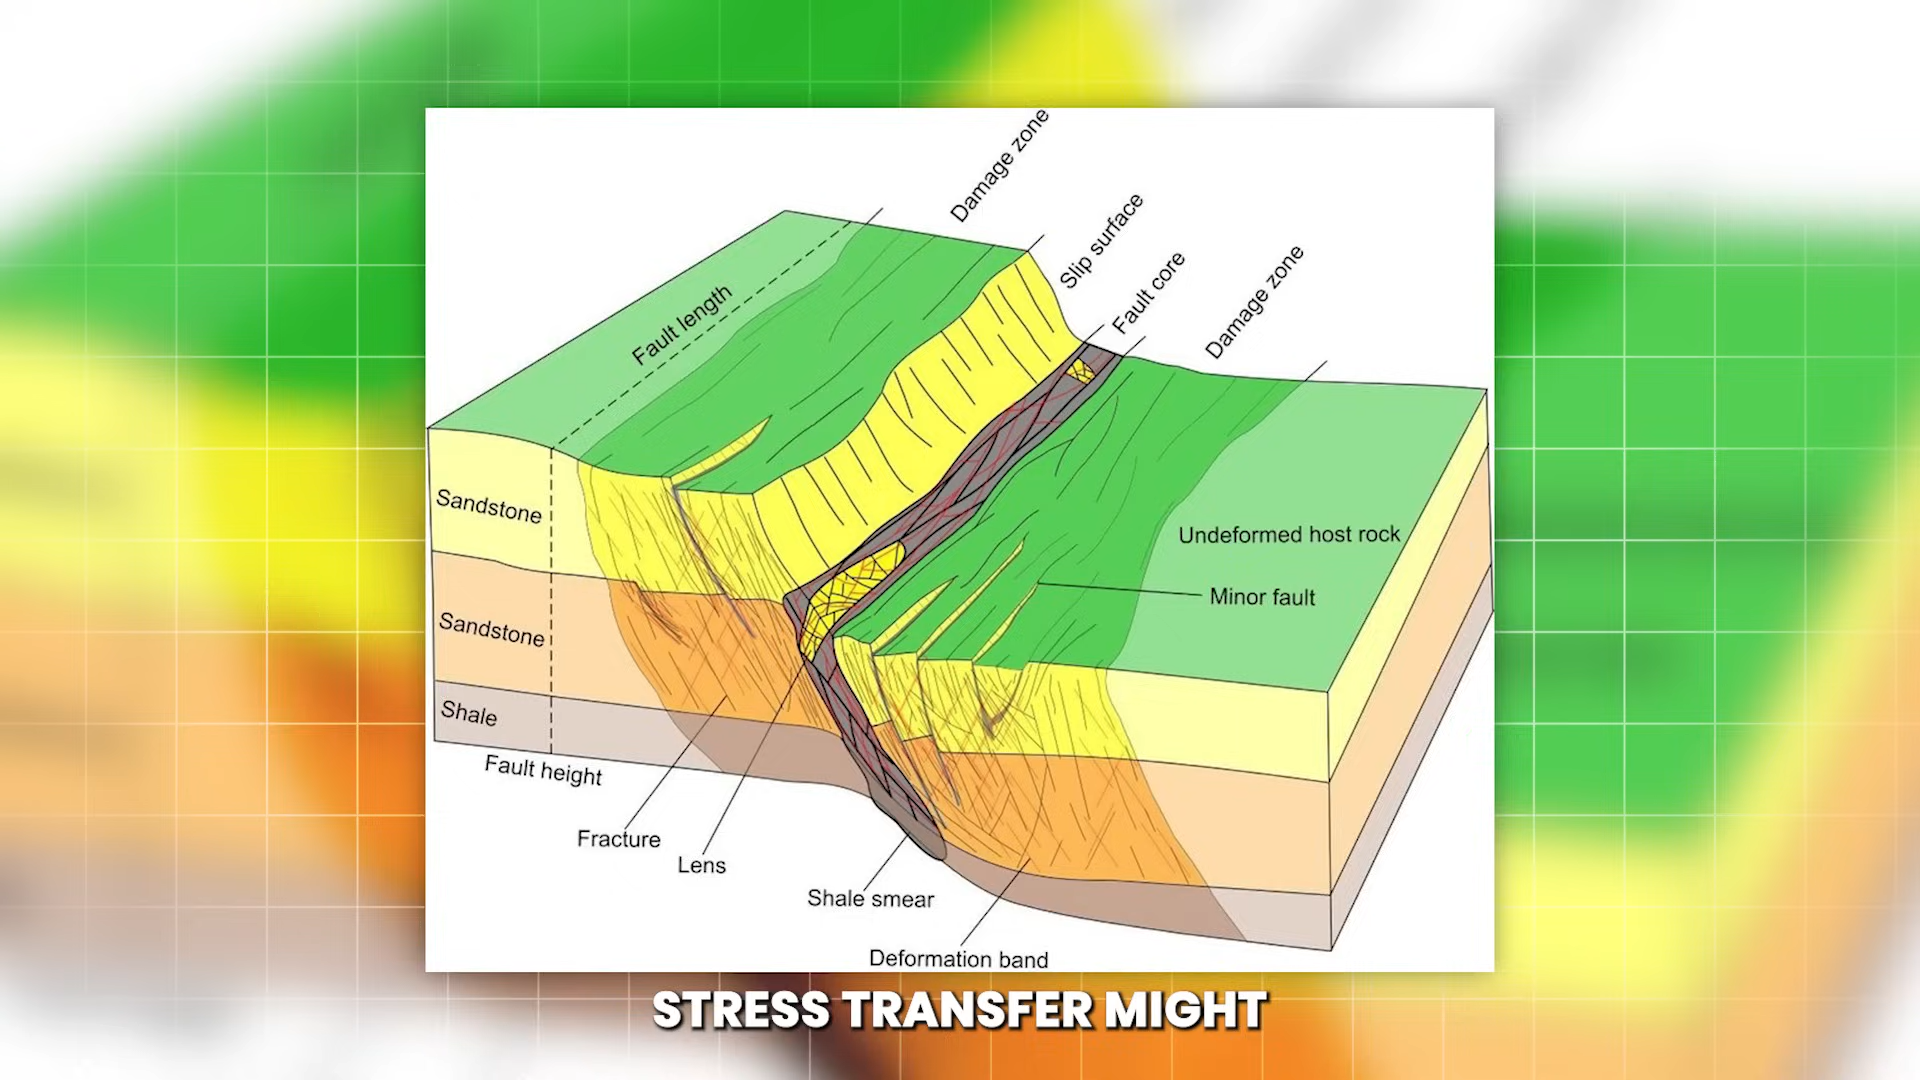 Damage zone
Slip surface
Fault core
Damage zone
Fault length
Sandstone
Undeformed host rock
Minor fault
Sandstone
Shale
Fault height
Fracture
Lens
Shale smear
Deformation band
STRESS TRANSFER MIGHT